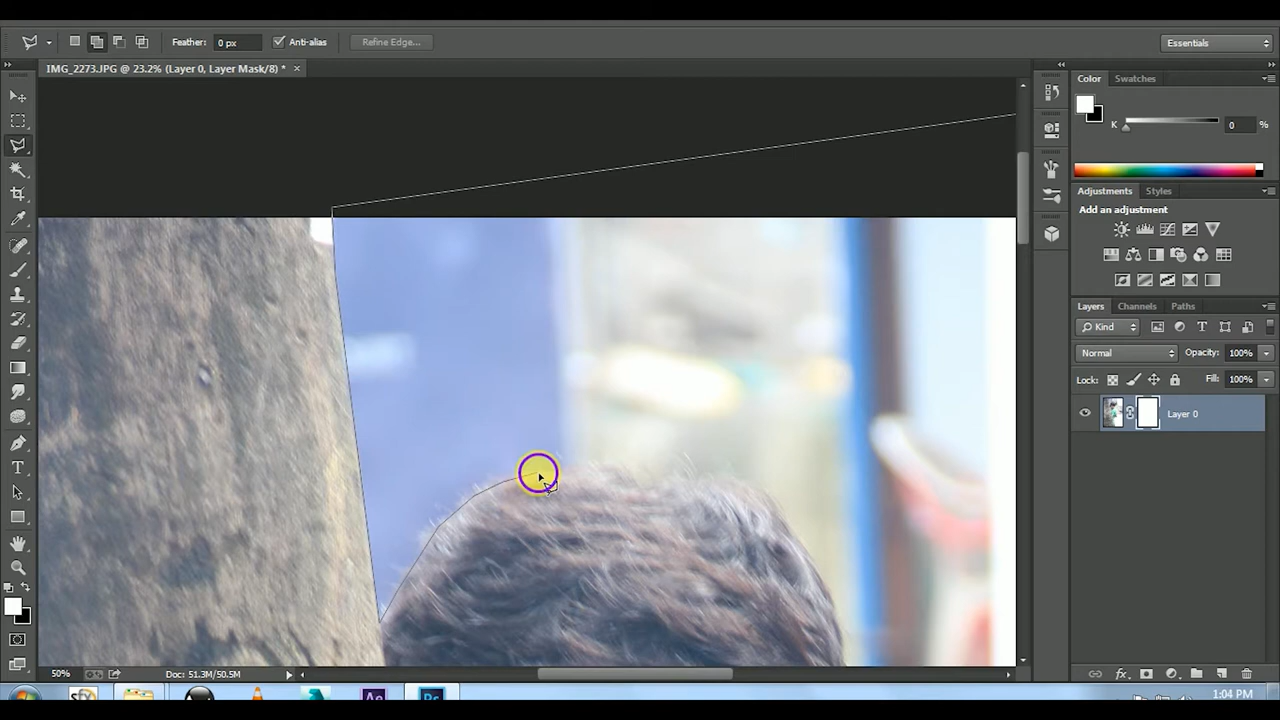 Feather: 0 px Anti-alias Refine Edge... Essentials
IMG_2273.JPG @ 23.2% (Layer 0, Layer Mask/8) * ×
Color Swatches
K 0 %
Adjustments Styles
Add an adjustment
Layers Channels Paths
Kind
Normal Opacity: 100%
Lock: Fill: 100%
Layer 0
50% Doc: 51.3M/50.5M
Ae Ps 1:04 PM